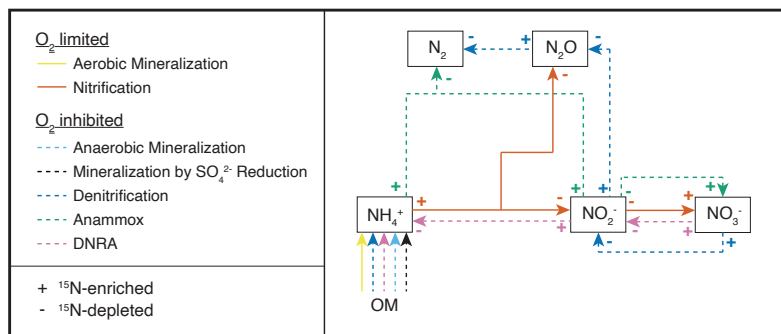 O₂ limited
Aerobic Mineralization
Nitrification
O₂ inhibited
Anaerobic Mineralization
Mineralization by SO₄²⁻ Reduction
Denitrification
Anammox
DNRA
+ ¹⁵N-enriched
- ¹⁵N-depleted
N₂
- +
N₂O
- -
-
+ + +
- + +
+ - - +
NH₄⁺
NO₂⁻
NO₃⁻
- + - +
- +
OM